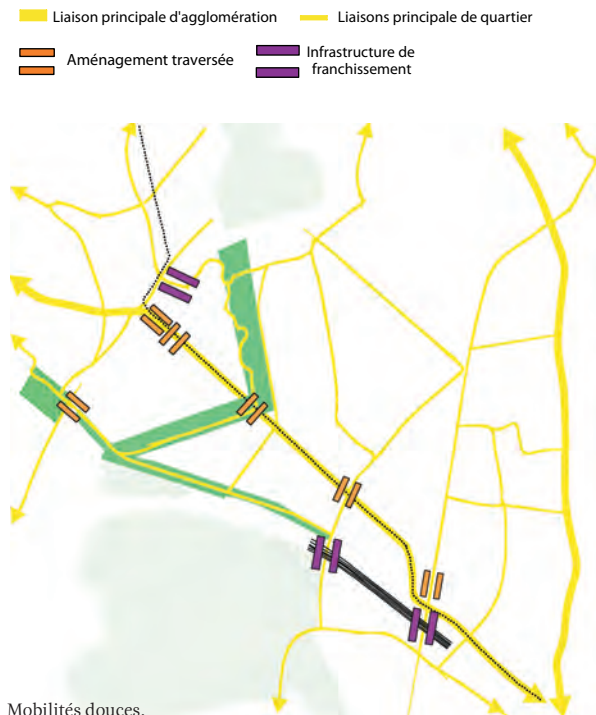 Liaison principale d'agglomération
Liaisons principale de quartier
Aménagement traversée
Infrastructure de
franchissement
Mobilités douces.